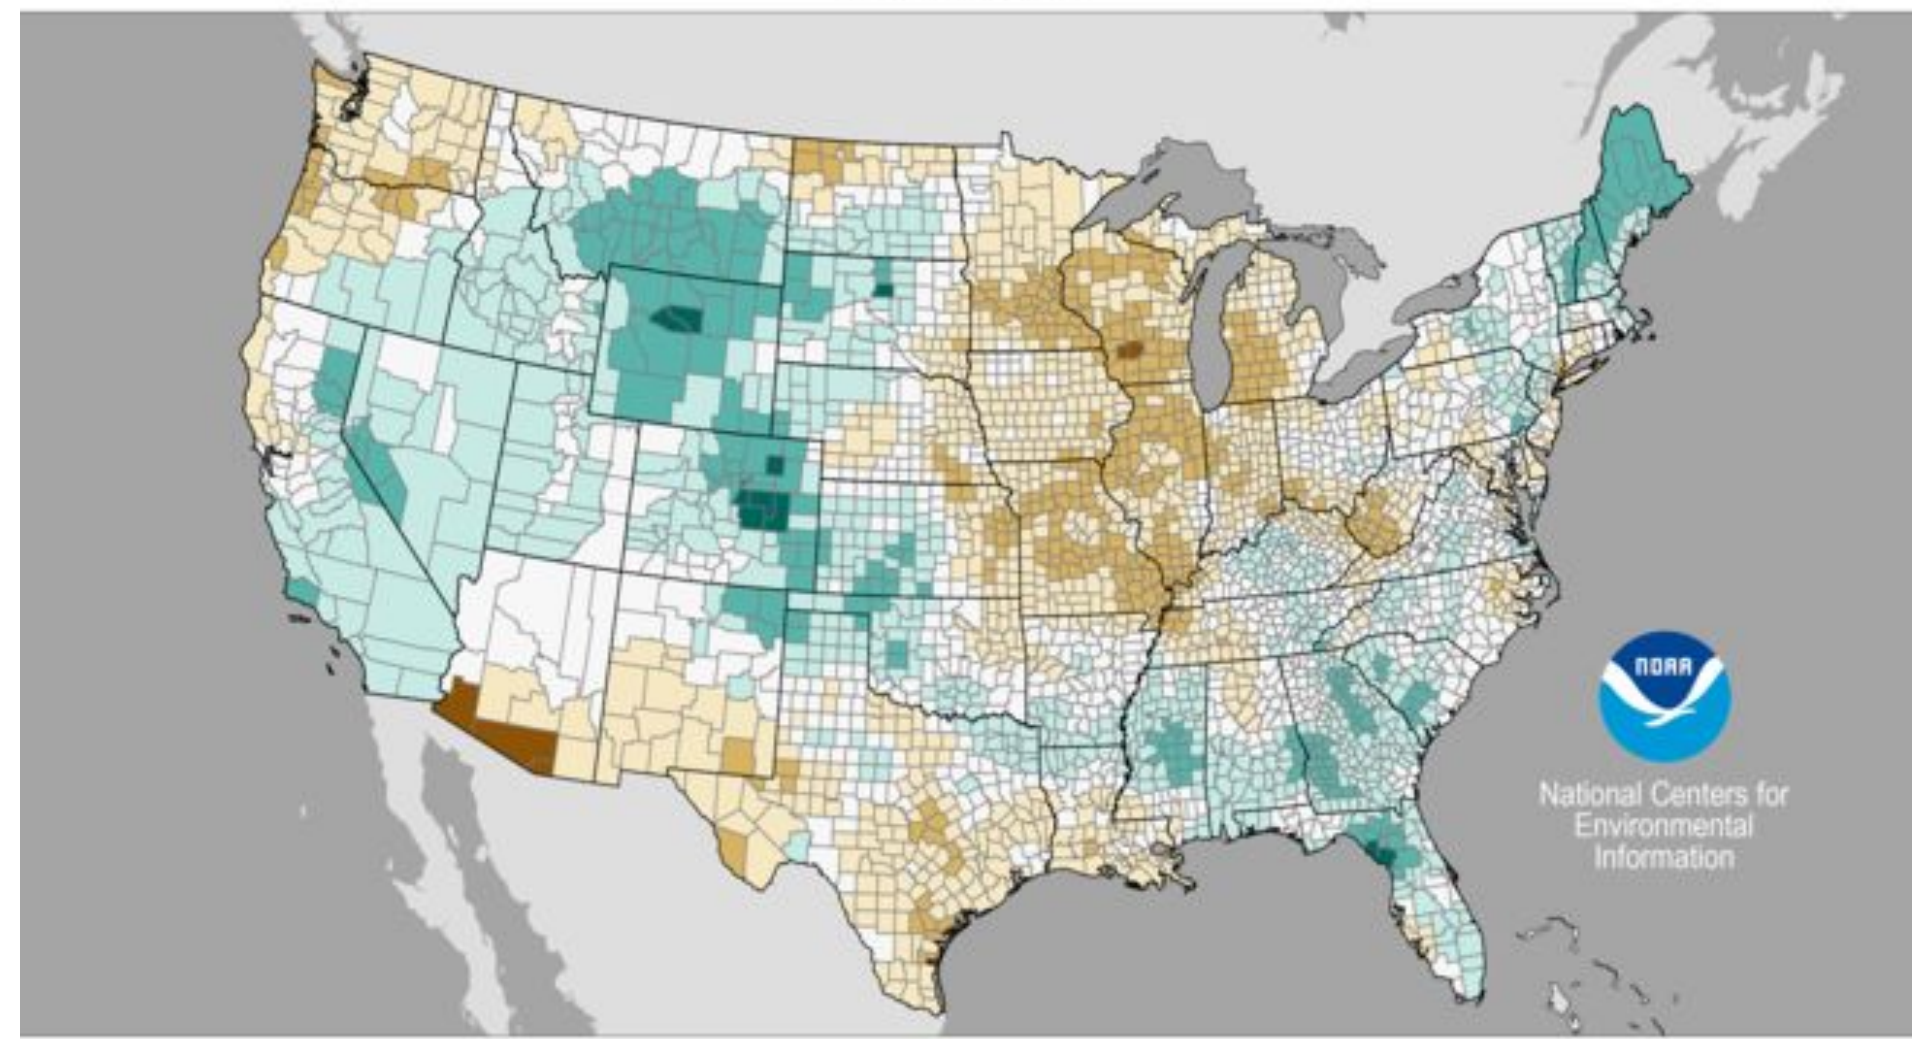 NOAA
National Centers for
Environmental
Information